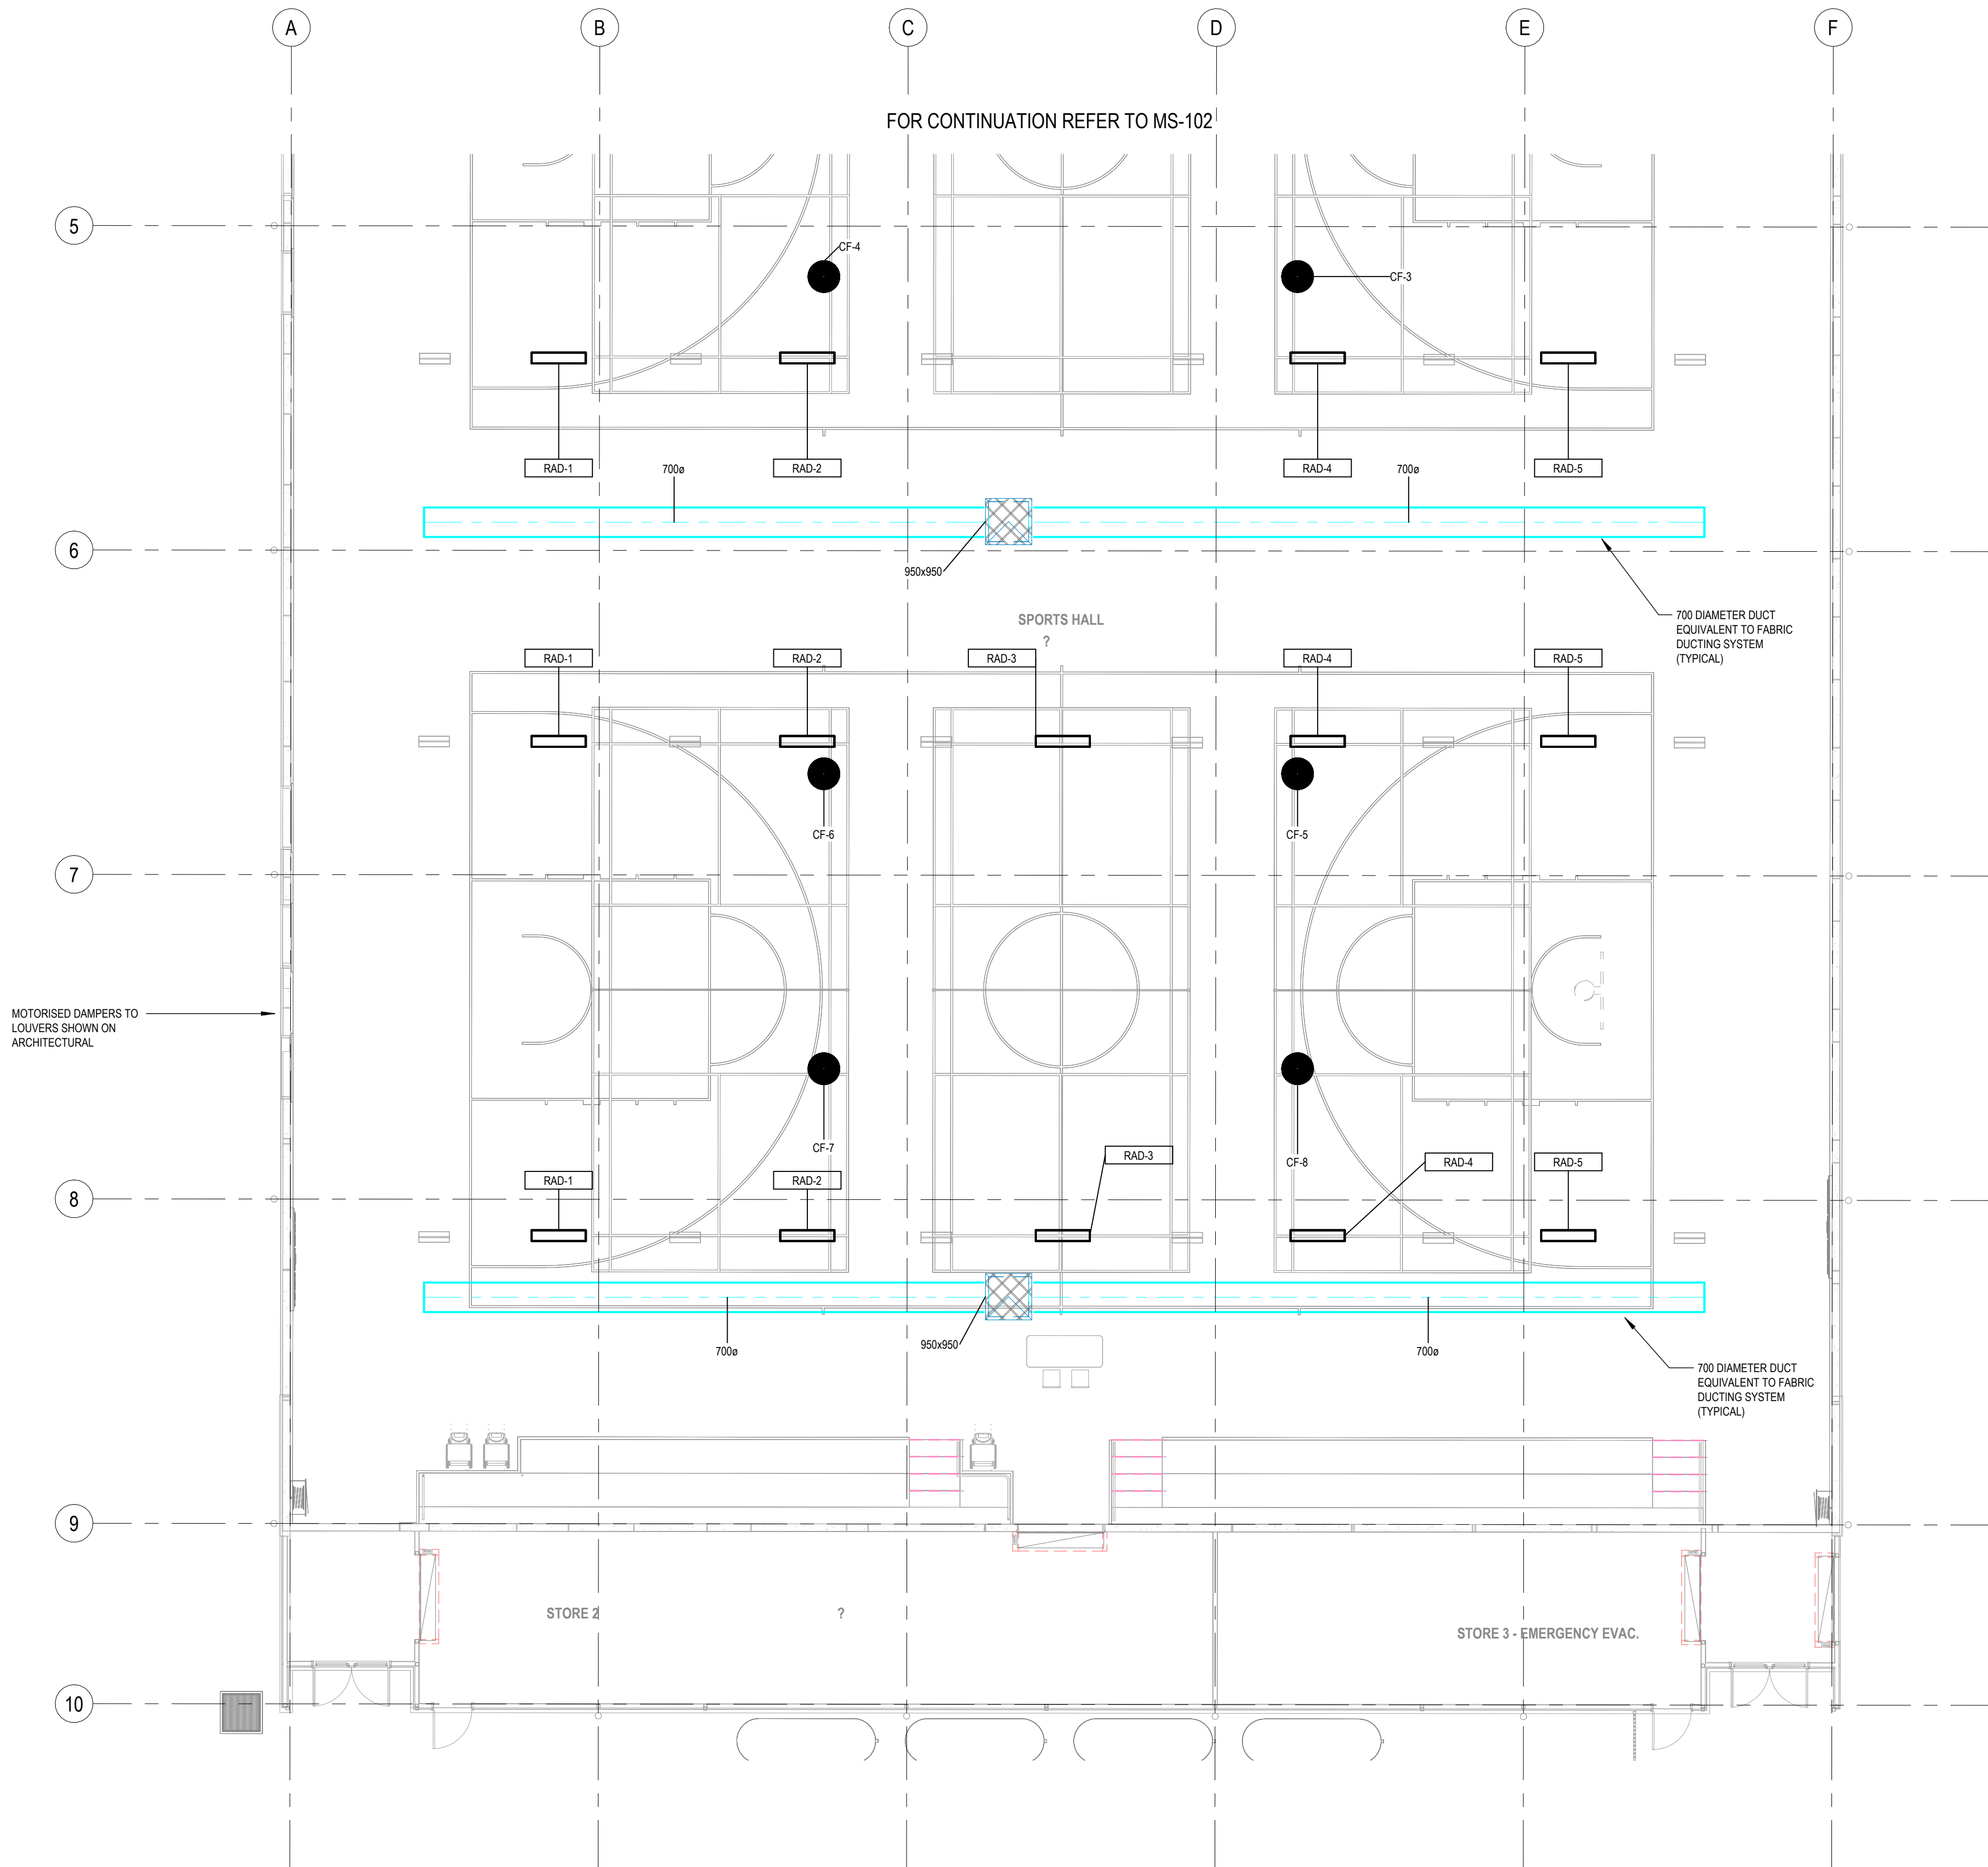 A
B
C
D
E
F
FOR CONTINUATION REFER TO MS-102
5
CF-4
CF-3
RAD-1
700ø
RAD-2
RAD-4
700ø
RAD-5
6
950x950
SPORTS HALL
?
700 DIAMETER DUCT
EQUIVALENT TO FABRIC
DUCTING SYSTEM
(TYPICAL)
RAD-1
RAD-2
RAD-3
RAD-4
RAD-5
CF-6
CF-5
7
MOTORISED DAMPERS TO
LOUVERS SHOWN ON
ARCHITECTURAL
CF-7
RAD-3
CF-8
RAD-4
RAD-5
RAD-1
RAD-2
8
700ø
950x950
700ø
700 DIAMETER DUCT
EQUIVALENT TO FABRIC
DUCTING SYSTEM
(TYPICAL)
9
STORE 2
?
STORE 3 - EMERGENCY EVAC.
10